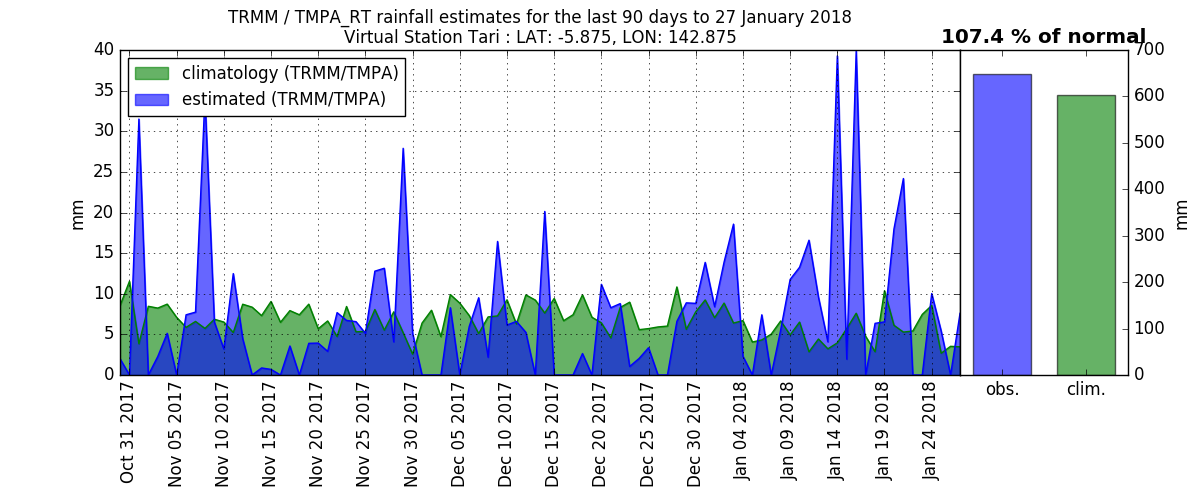 TRMM / TMPA_RT rainfall estimates for the last 90 days to 27 January 2018
Virtual Station Tari : LAT: -5.875, LON: 142.875
107.4 % of normal
climatology (TRMM/TMPA)
estimated (TRMM/TMPA)
mm
40
35
30
25
20
15
10
5
0
Oct 31 2017
Nov 05 2017
Nov 10 2017
Nov 15 2017
Nov 20 2017
Nov 25 2017
Nov 30 2017
Dec 05 2017
Dec 10 2017
Dec 15 2017
Dec 20 2017
Dec 25 2017
Dec 30 2017
Jan 04 2018
Jan 09 2018
Jan 14 2018
Jan 19 2018
Jan 24 2018
obs.
clim.
700
600
500
400
300
200
100
0
mm